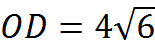 OD = 4√6